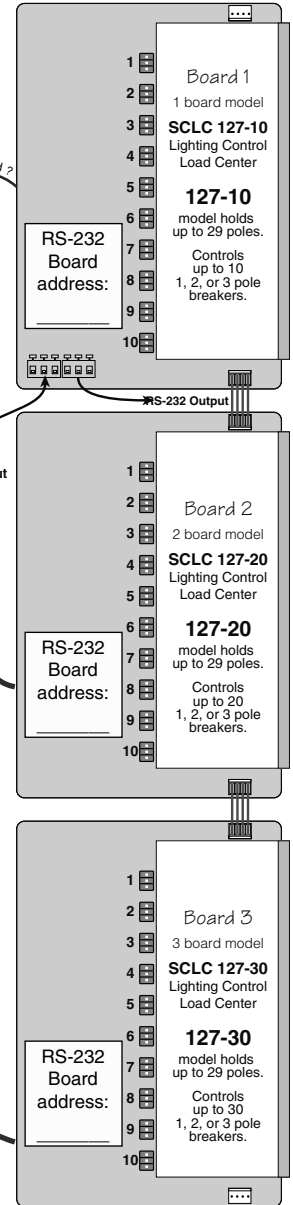 Board 1
1 board model
SCLC 127-10
Lighting Control
Load Center
127-10
model holds
up to 29 poles.
Controls
up to 10
1, 2, or 3 pole
breakers.
1
2
3
4
5
6
7
8
9
10
RS-232
Board
address:
RS-232 Output
Board 2
2 board model
SCLC 127-20
Lighting Control
Load Center
127-20
model holds
up to 29 poles.
Controls
up to 20
1, 2, or 3 pole
breakers.
1
2
3
4
5
6
7
8
9
10
RS-232
Board
address:
Board 3
3 board model
SCLC 127-30
Lighting Control
Load Center
127-30
model holds
up to 29 poles.
Controls
up to 30
1, 2, or 3 pole
breakers.
1
2
3
4
5
6
7
8
9
10
RS-232
Board
address: